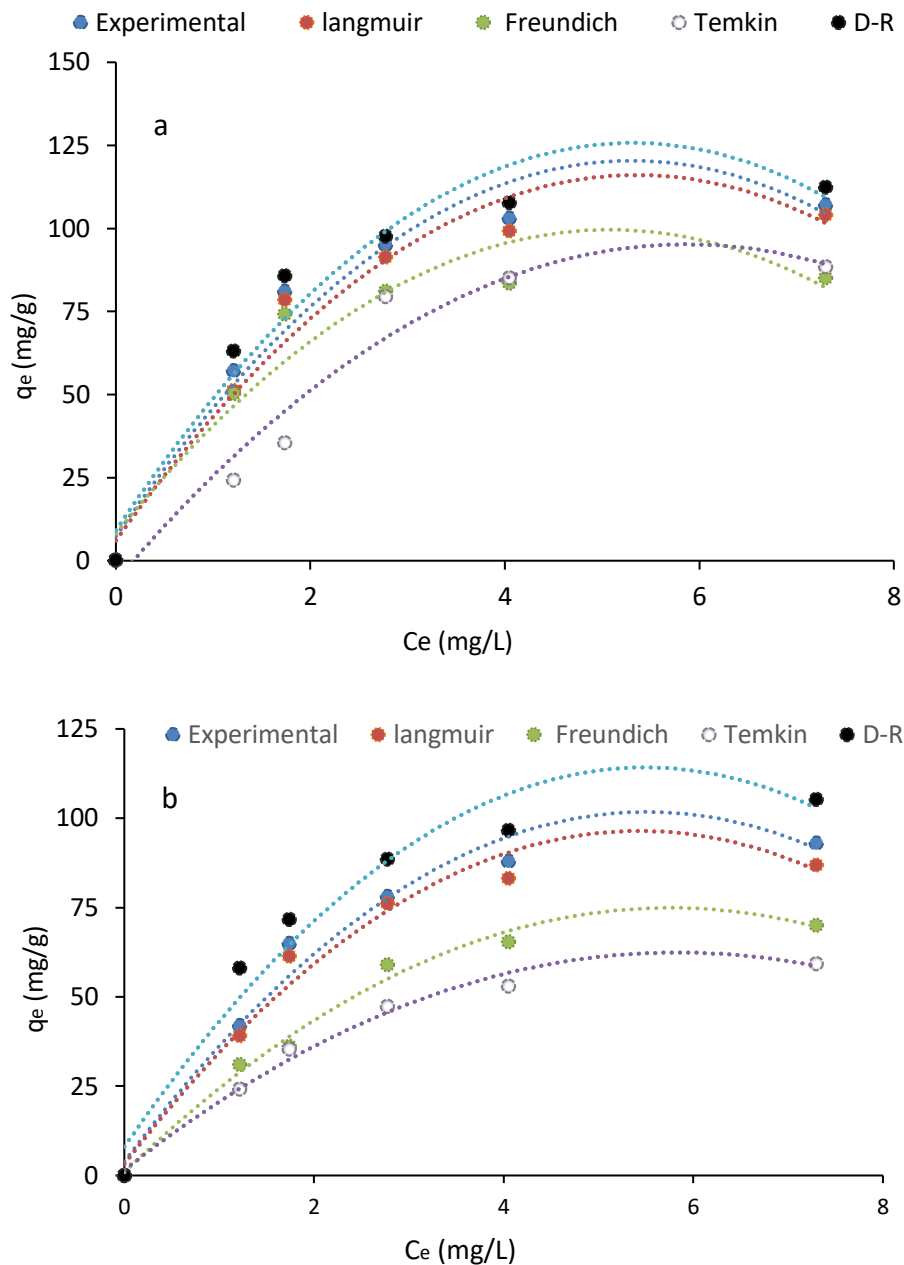 Experimental langmuir Freundich Temkin D-R
150
a
125
100
75
50
25
0
qe (mg/g)
0 2 4 6 8
Ce (mg/L)
125
Experimental langmuir Freundich Temkin D-R
b
100
75
50
25
0
qe (mg/g)
0 2 4 6 8
Ce (mg/L)